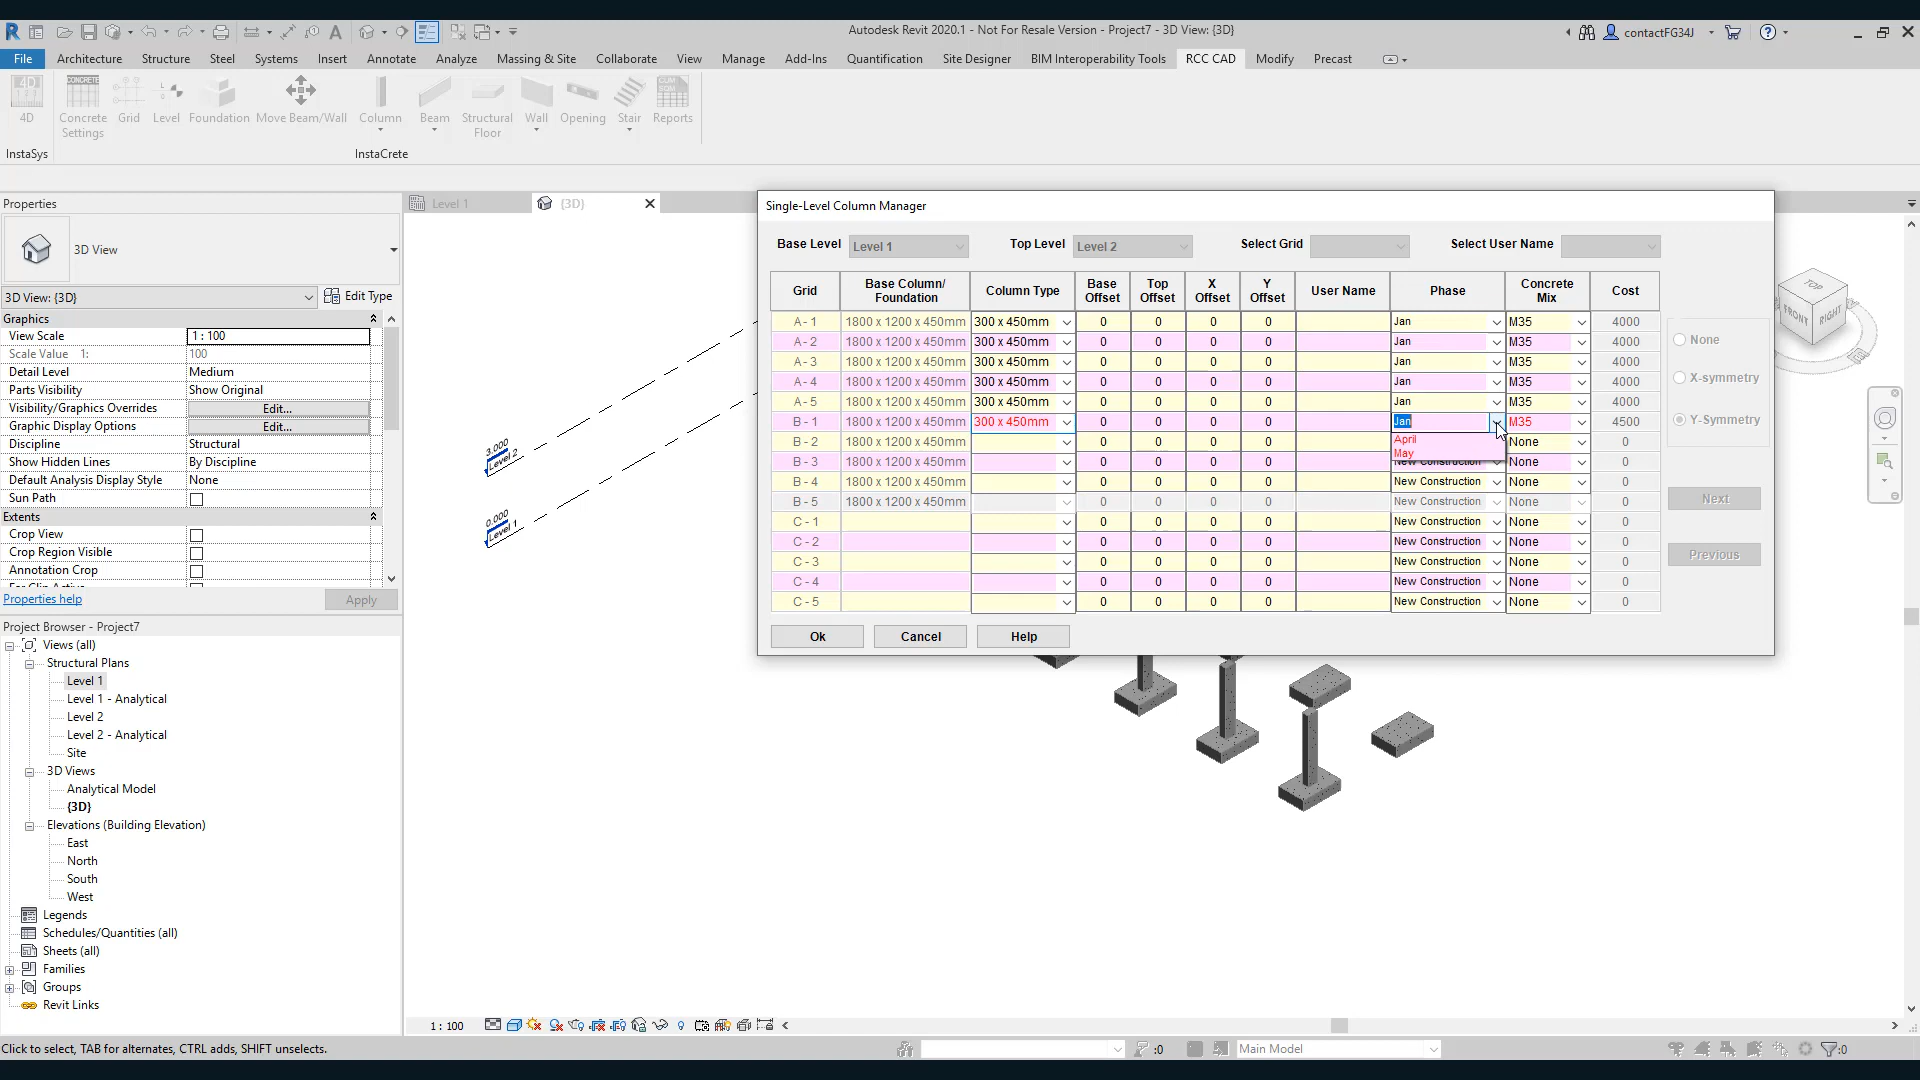 Autodesk Revit 2020.1 - Not For Resale Version - Project7 - 3D View: {3D}
contactFG34J
File Architecture Structure Steel Systems Insert Annotate Analyze Massing & Site Collaborate View Manage Add-Ins Quantification Site Designer BIM Interoperability Tools RCC CAD Modify Precast
4D Concrete Settings Grid Level Foundation Move Beam/Wall Column Beam Structural Floor Wall Opening Stair Reports
InstaSys InstaCrete
Properties
Level 1 {3D}
3D View
3D View: {3D} Edit Type
Graphics
View Scale 1 : 100
Scale Value 1: 100
Detail Level Medium
Parts Visibility Show Original
Visibility/Graphics Overrides Edit...
Graphic Display Options Edit...
Discipline Structural
Show Hidden Lines By Discipline
Default Analysis Display Style None
Sun Path
Extents
Crop View
Crop Region Visible
Annotation Crop
Properties help Apply
Project Browser - Project7
Views (all)
Structural Plans
Level 1
Level 1 - Analytical
Level 2
Level 2 - Analytical
Site
3D Views
Analytical Model
{3D}
Elevations (Building Elevation)
East
North
South
West
Legends
Schedules/Quantities (all)
Sheets (all)
Families
Groups
Revit Links
3.000
Level 2
0.000
Level 1
Single-Level Column Manager
Base Level Level 1 Top Level Level 2 Select Grid Select User Name
Grid Base Column/ Foundation Column Type Base Offset Top Offset X Offset Y Offset User Name Phase Concrete Mix Cost
A - 1 1800 x 1200 x 450mm 300 x 450mm 0 0 0 0 Jan M35 4000
A - 2 1800 x 1200 x 450mm 300 x 450mm 0 0 0 0 Jan M35 4000
A - 3 1800 x 1200 x 450mm 300 x 450mm 0 0 0 0 Jan M35 4000
A - 4 1800 x 1200 x 450mm 300 x 450mm 0 0 0 0 Jan M35 4000
A - 5 1800 x 1200 x 450mm 300 x 450mm 0 0 0 0 Jan M35 4000
B - 1 1800 x 1200 x 450mm 300 x 450mm 0 0 0 0 Jan M35 4500
B - 2 1800 x 1200 x 450mm 0 0 0 0 April None 0
May
B - 3 1800 x 1200 x 450mm 0 0 0 0 New Construction None 0
B - 4 1800 x 1200 x 450mm 0 0 0 0 New Construction None 0
B - 5 1800 x 1200 x 450mm 0 0 0 0 New Construction None 0
C - 1 0 0 0 0 New Construction None 0
C - 2 0 0 0 0 New Construction None 0
C - 3 0 0 0 0 New Construction None 0
C - 4 0 0 0 0 New Construction None 0
C - 5 0 0 0 0 New Construction None 0
None
X-symmetry
Y-Symmetry
Next
Previous
Ok Cancel Help
TOP
FRONT RIGHT
1 : 100
Click to select, TAB for alternates, CTRL adds, SHIFT unselects.
:0 Main Model :0